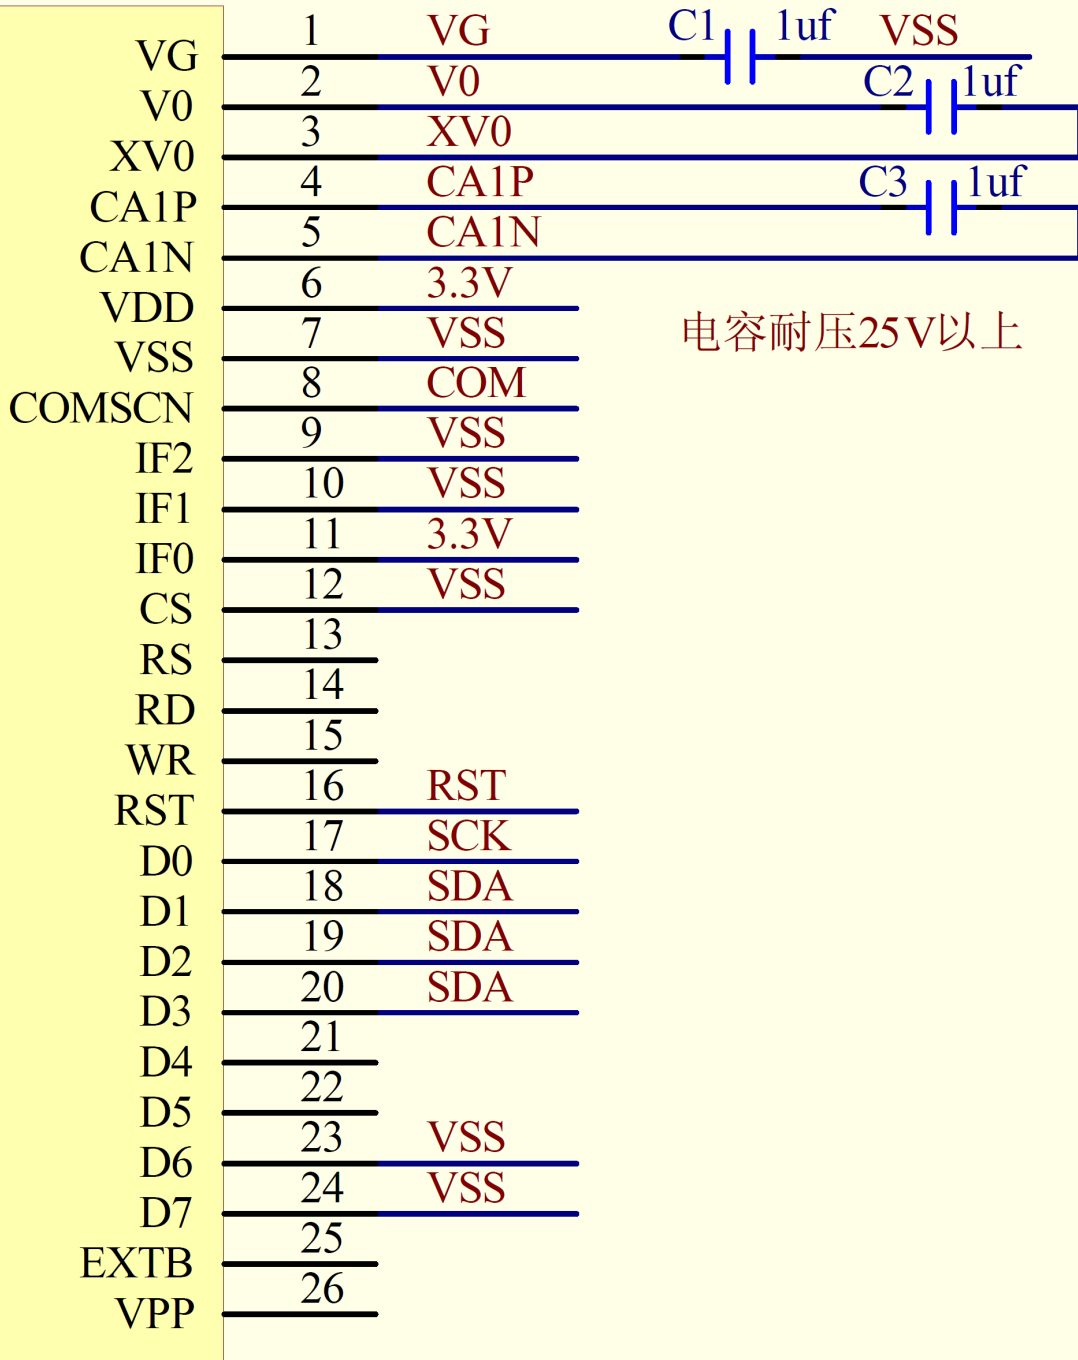 VG 1 VG C1 1uf VSS
V0 2 V0 C2 1uf
XV0 3 XV0
CA1P 4 CA1P C3 1uf
CA1N 5 CA1N
VDD 6 3.3V
VSS 7 VSS 电容耐压25V以上
COMSCN 8 COM
IF2 9 VSS
IF1 10 VSS
IF0 11 3.3V
CS 12 VSS
RS 13
RD 14
WR 15
RST 16 RST
D0 17 SCK
D1 18 SDA
D2 19 SDA
D3 20 SDA
D4 21
D5 22
D6 23 VSS
D7 24 VSS
EXTB 25
VPP 26